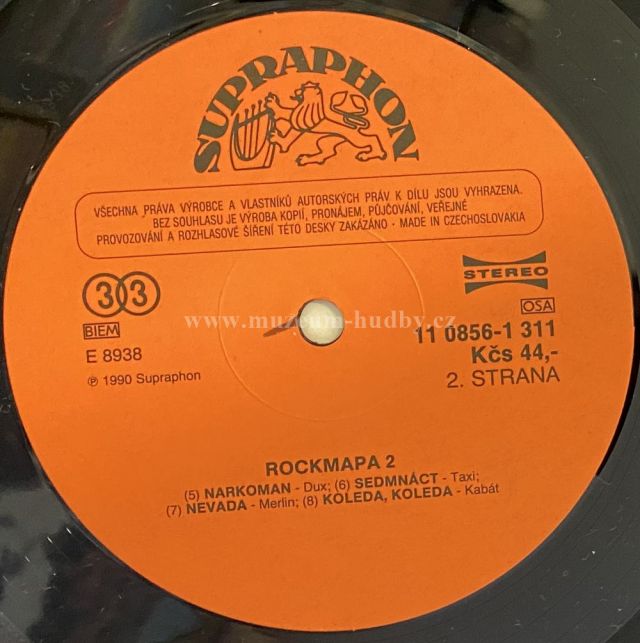 SUPRAPHON
VŠECHNA PRÁVA VÝROBCE A VLASTNÍKŮ AUTORSKÝCH PRÁV K DÍLU JSOU VYHRAZENA.
BEZ SOUHLASU JE VÝROBA KOPIÍ, PRONÁJEM, PŮJČOVÁNÍ, VEŘEJNÉ
PROVOZOVÁNÍ A ROZHLASOVÉ ŠÍŘENÍ TÉTO DESKY ZAKÁZÁNO · MADE IN CZECHOSLOVAKIA
33
BIEM
E 8938
℗ 1990 Supraphon
STEREO
OSA
11 0856-1 311
Kčs 44,-
2. STRANA
www.muzeum-hudby.cz
ROCKMAPA 2
(5) NARKOMAN - Dux; (6) SEDMNÁCT - Taxi;
(7) NEVADA - Merlin; (8) KOLEDA, KOLEDA - Kabát